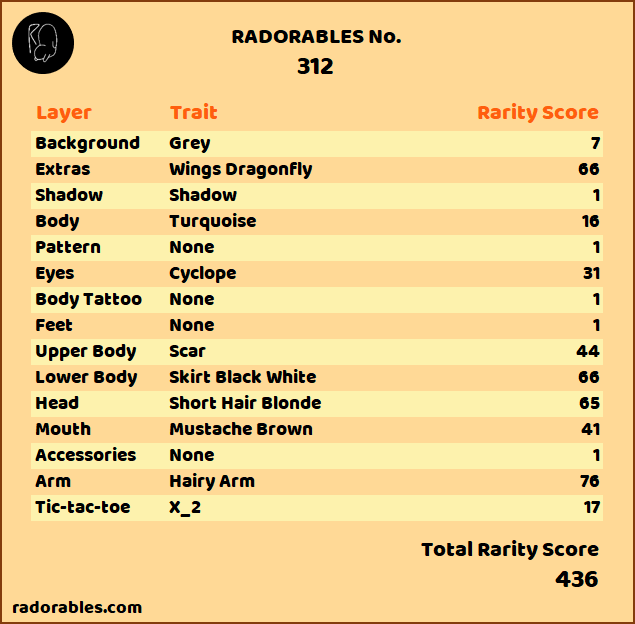 RADORABLES No.
312
Layer Trait Rarity Score
Background Grey 7
Extras Wings Dragonfly 66
Shadow Shadow 1
Body Turquoise 16
Pattern None 1
Eyes Cyclope 31
Body Tattoo None 1
Feet None 1
Upper Body Scar 44
Lower Body Skirt Black White 66
Head Short Hair Blonde 65
Mouth Mustache Brown 41
Accessories None 1
Arm Hairy Arm 76
Tic-tac-toe X_2 17
Total Rarity Score
436
radorables.com